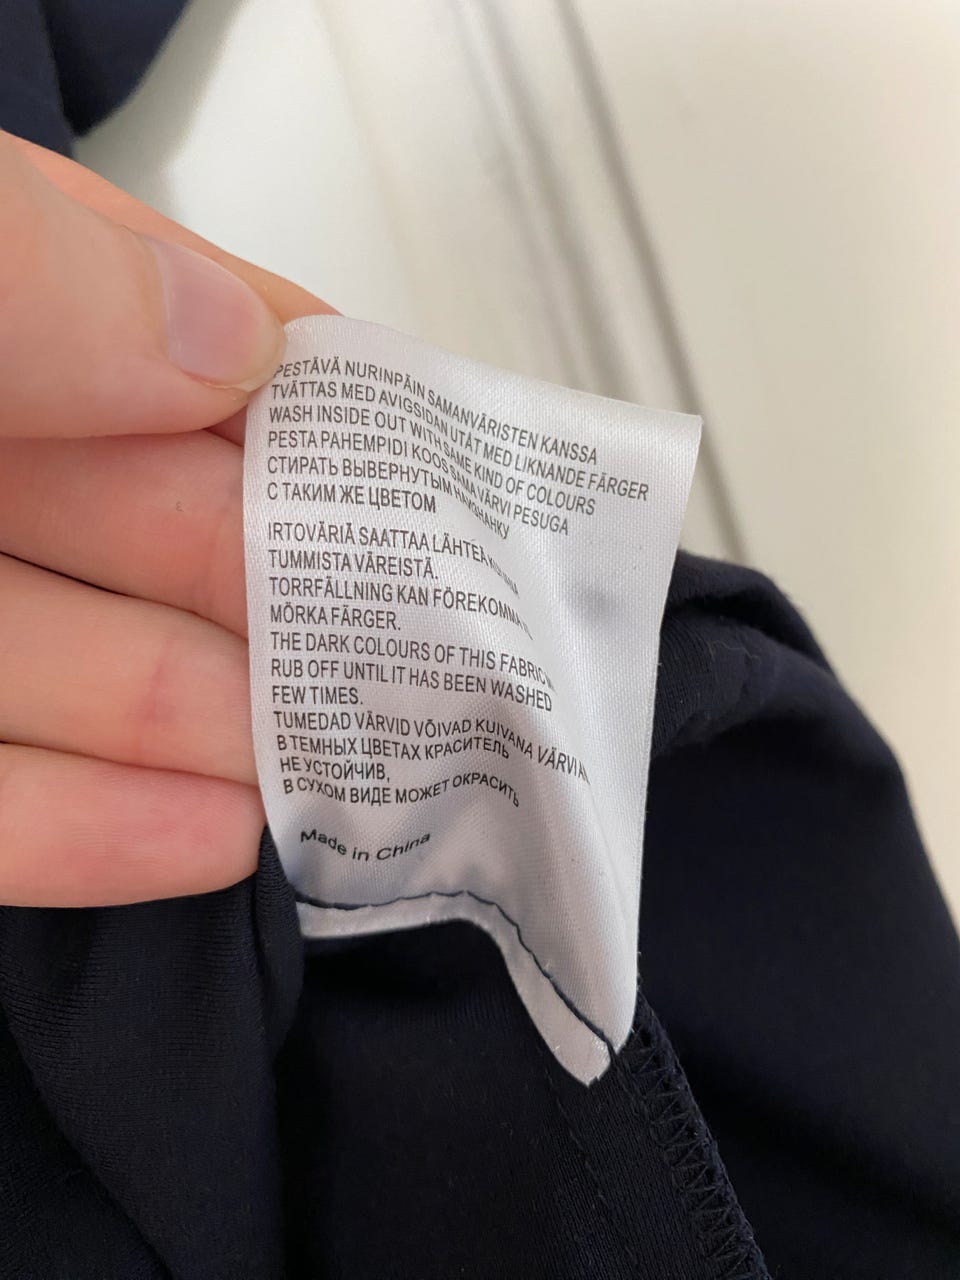 PESTÄVÄ NURINPÄIN SAMANVÄRISTEN KANSSA
TVÄTTAS MED AVIGSIDAN UTÅT MED LIKNANDE FÄRGER
WASH INSIDE OUT WITH SAME KIND OF COLOURS
PESTA PAHEMPIDI KOOS SAMA VÄRVI PESUGA
СТИРАТЬ ВЫВЕРНУТЫМ НАИЗНАНКУ
С ТАКИМ ЖЕ ЦВЕТОМ
IRTOVÄRIÄ SAATTAA LÄHTEÄ
TUMMISTA VÄREISTÄ.
TORRFÄLLNING KAN FÖREKOMMA
MÖRKA FÄRGER.
THE DARK COLOURS OF THIS FABRIC
RUB OFF UNTIL IT HAS BEEN WASHED
FEW TIMES.
TUMEDAD VÄRVID VÕIVAD KUIVANA VÄRVI
В ТЕМНЫХ ЦВЕТАХ КРАСИТЕЛЬ
НЕ УСТОЙЧИВ,
В СУХОМ ВИДЕ МОЖЕТ ОКРАСИТЬ
Made in China